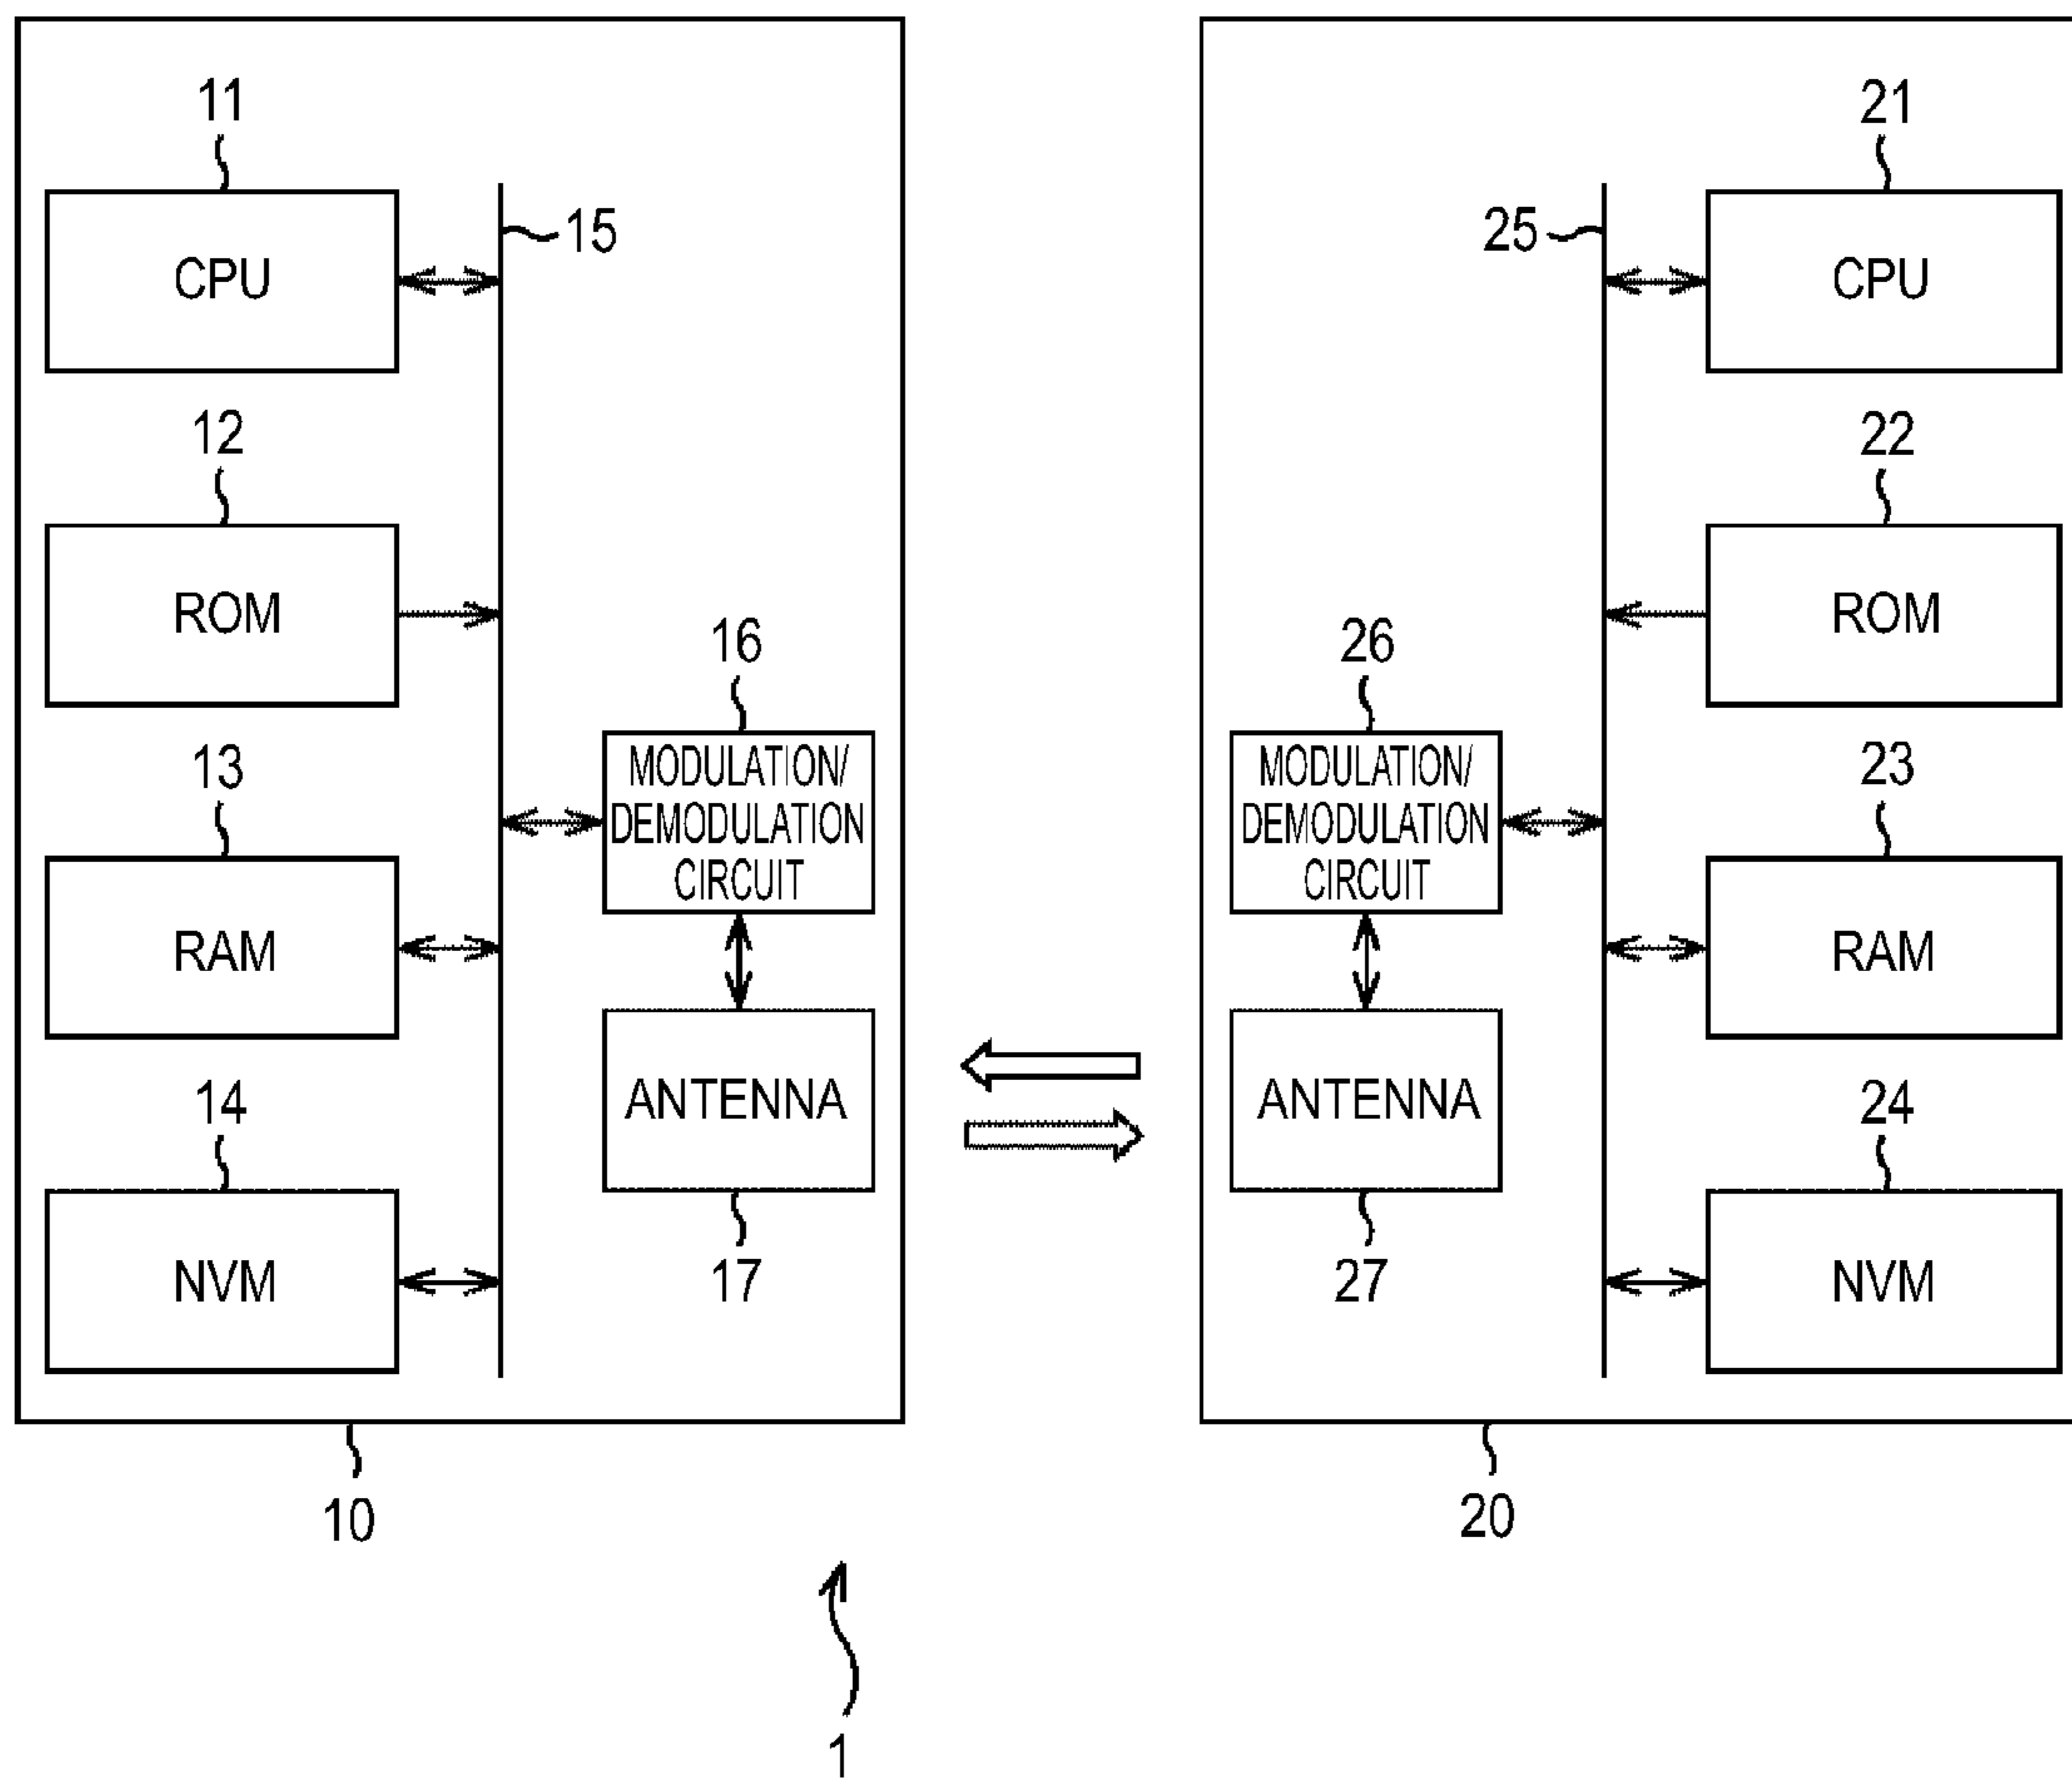 11
CPU
15
12
ROM
13
RAM
14
NVM
16
MODULATION/
DEMODULATION
CIRCUIT
ANTENNA
17
10
21
25
CPU
22
ROM
26
MODULATION/
DEMODULATION
CIRCUIT
23
RAM
ANTENNA
27
24
NVM
20
1